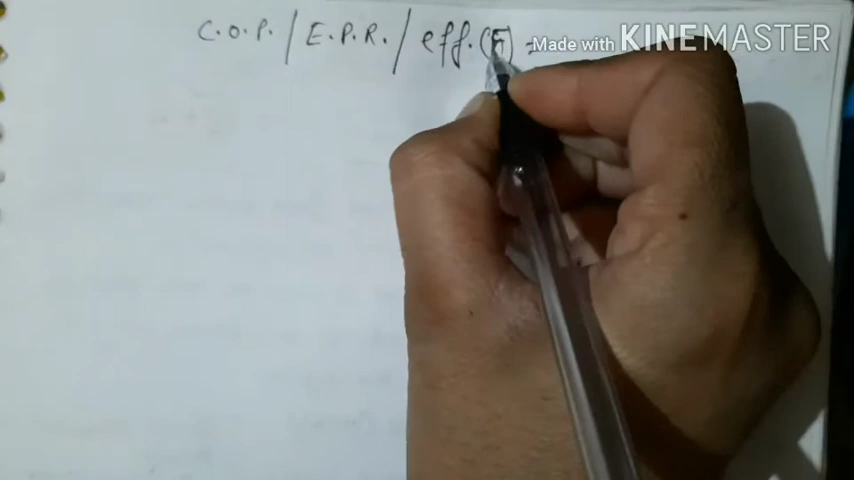 C.O.P. / E.P.R. / eff. (E) =
Made with KINEMASTER